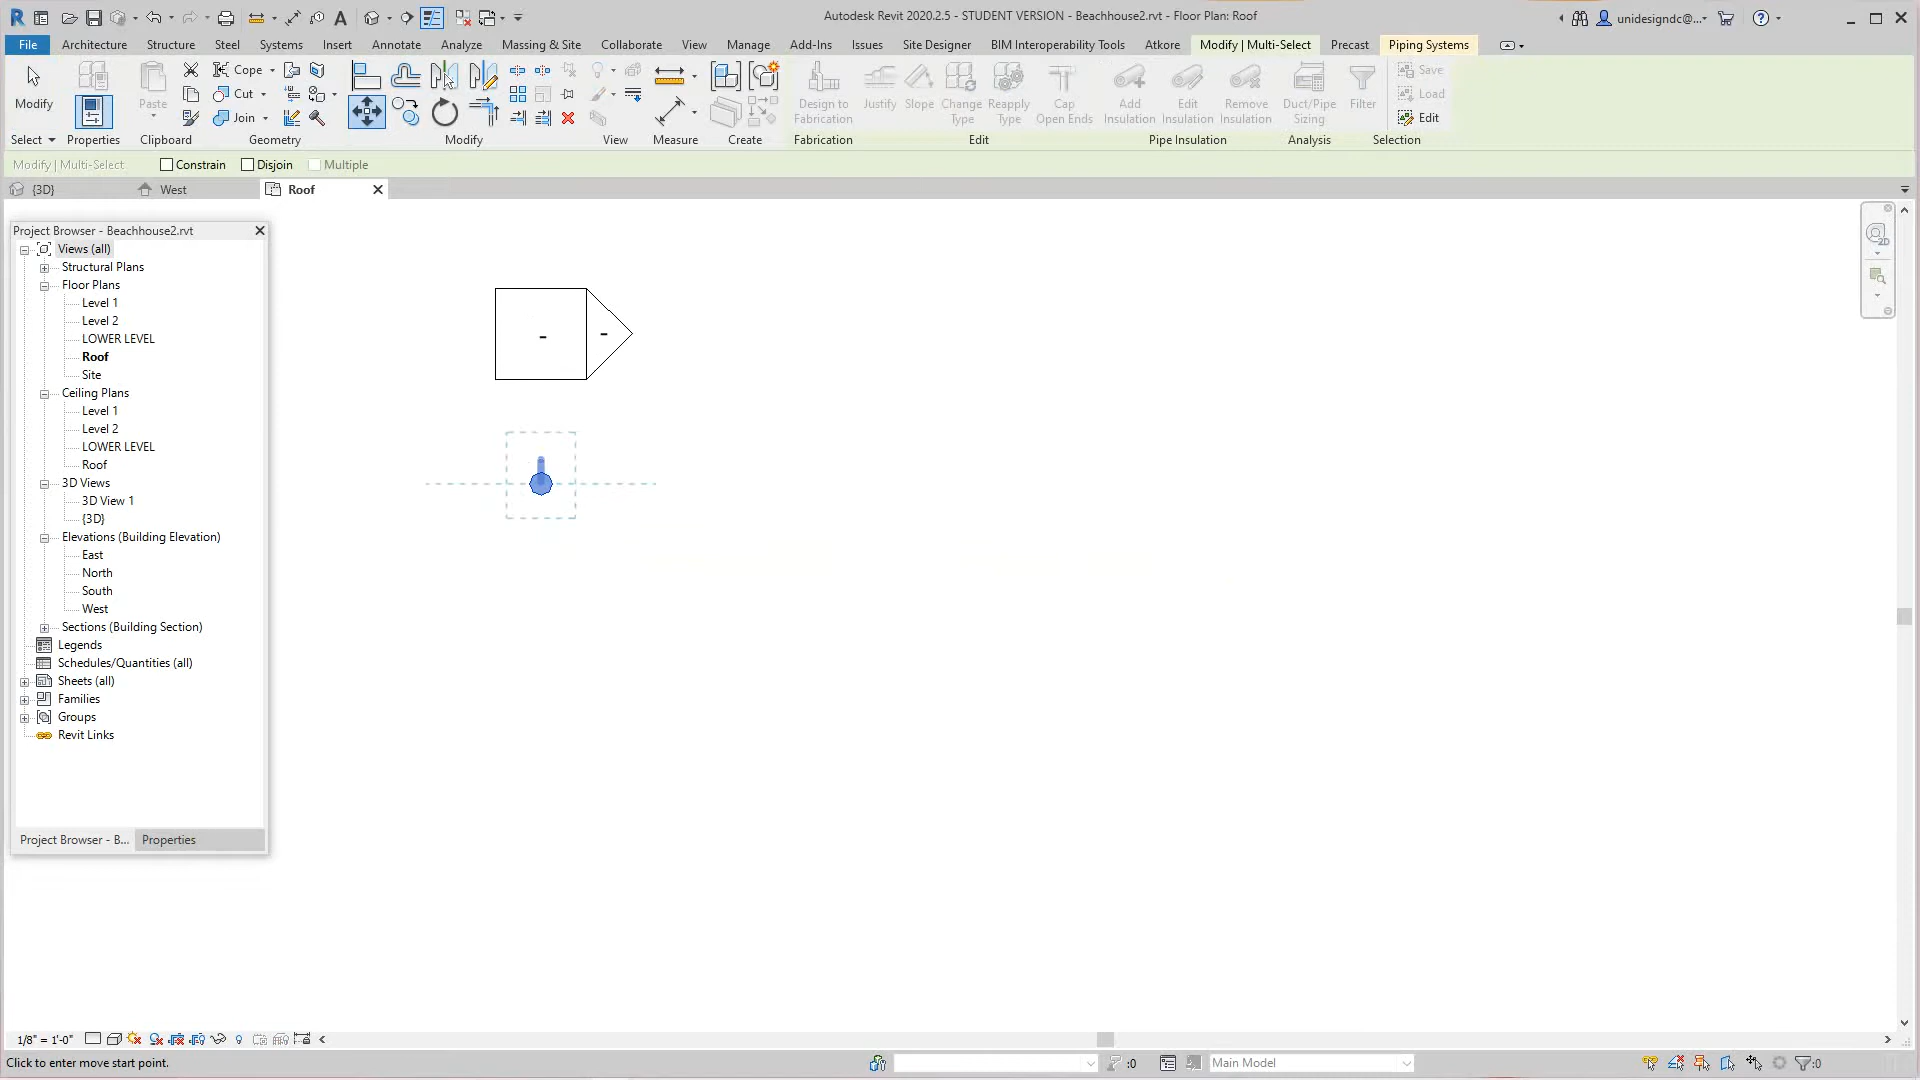 Autodesk Revit 2020.2.5 - STUDENT VERSION - Beachhouse2.rvt - Floor Plan: Roof
unidesigndc@...
File Architecture Structure Steel Systems Insert Annotate Analyze Massing & Site Collaborate View Manage Add-Ins Issues Site Designer BIM Interoperability Tools Atkore Modify | Multi-Select Precast Piping Systems
Modify
Paste
Cope
Cut
Join
Design to Fabrication
Justify
Slope
Change Type
Reapply Type
Cap Open Ends
Add Insulation
Edit Insulation
Remove Insulation
Duct/Pipe Sizing
Filter
Save
Load
Edit
Select Properties Clipboard Geometry Modify View Measure Create Fabrication Edit Pipe Insulation Analysis Selection
Modify | Multi-Select Constrain Disjoin Multiple
{3D} West Roof
Project Browser - Beachhouse2.rvt
Views (all)
Structural Plans
Floor Plans
Level 1
Level 2
LOWER LEVEL
Roof
Site
Ceiling Plans
Level 1
Level 2
LOWER LEVEL
Roof
3D Views
3D View 1
{3D}
Elevations (Building Elevation)
East
North
South
West
Sections (Building Section)
Legends
Schedules/Quantities (all)
Sheets (all)
Families
Groups
Revit Links
Project Browser - B... Properties
2D
- -
1/8" = 1'-0"
Click to enter move start point. :0 Main Model :0